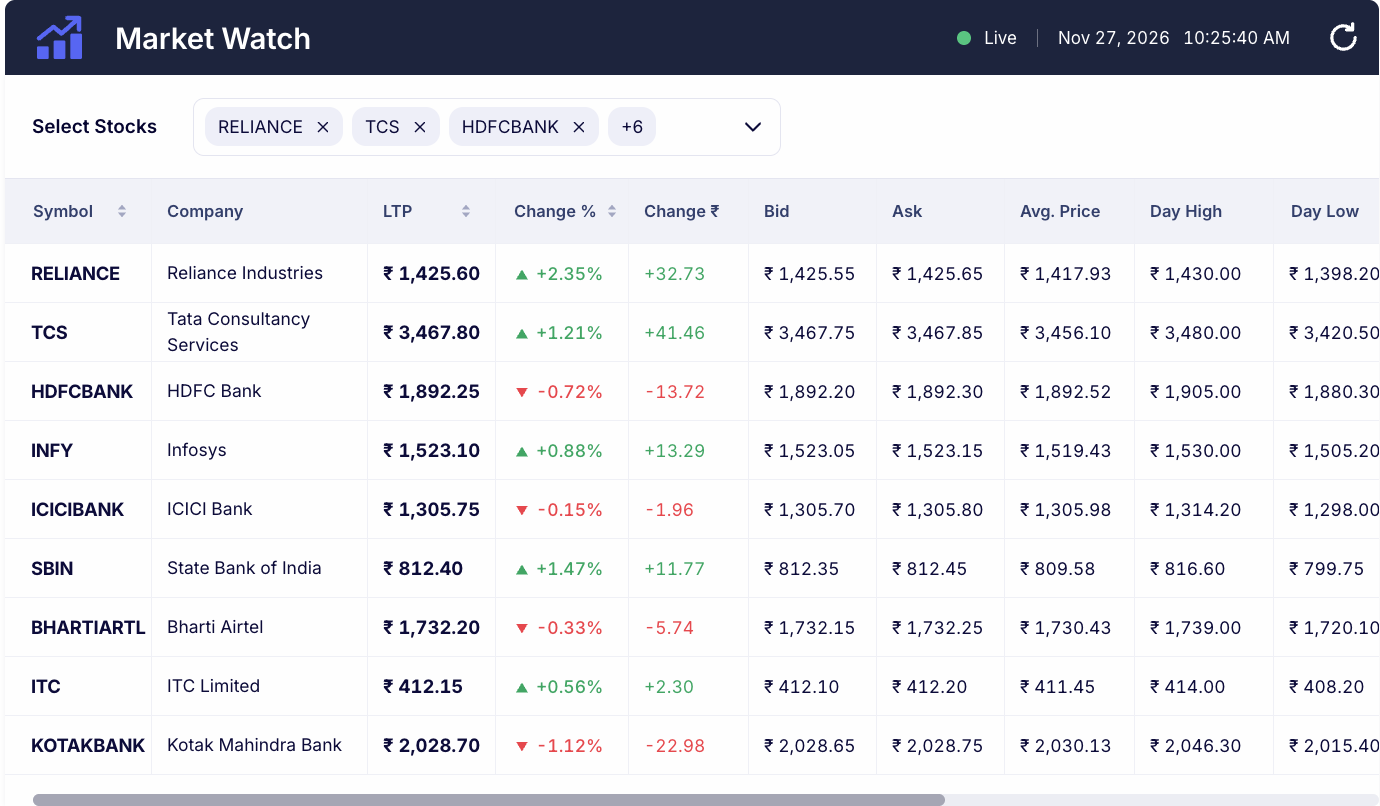 Market Watch
Live Nov 27, 2026 10:25:40 AM
Select Stocks RELIANCE × TCS × HDFCBANK × +6
Symbol Company LTP Change % Change ₹ Bid Ask Avg. Price Day High Day Low
RELIANCE Reliance Industries ₹ 1,425.60 ▲ +2.35% +32.73 ₹ 1,425.55 ₹ 1,425.65 ₹ 1,417.93 ₹ 1,430.00 ₹ 1,398.20
TCS Tata Consultancy Services ₹ 3,467.80 ▲ +1.21% +41.46 ₹ 3,467.75 ₹ 3,467.85 ₹ 3,456.10 ₹ 3,480.00 ₹ 3,420.50
HDFCBANK HDFC Bank ₹ 1,892.25 ▼ -0.72% -13.72 ₹ 1,892.20 ₹ 1,892.30 ₹ 1,892.52 ₹ 1,905.00 ₹ 1,880.30
INFY Infosys ₹ 1,523.10 ▲ +0.88% +13.29 ₹ 1,523.05 ₹ 1,523.15 ₹ 1,519.43 ₹ 1,530.00 ₹ 1,505.20
ICICIBANK ICICI Bank ₹ 1,305.75 ▼ -0.15% -1.96 ₹ 1,305.70 ₹ 1,305.80 ₹ 1,305.98 ₹ 1,314.20 ₹ 1,298.00
SBIN State Bank of India ₹ 812.40 ▲ +1.47% +11.77 ₹ 812.35 ₹ 812.45 ₹ 809.58 ₹ 816.60 ₹ 799.75
BHARTIARTL Bharti Airtel ₹ 1,732.20 ▼ -0.33% -5.74 ₹ 1,732.15 ₹ 1,732.25 ₹ 1,730.43 ₹ 1,739.00 ₹ 1,720.10
ITC ITC Limited ₹ 412.15 ▲ +0.56% +2.30 ₹ 412.10 ₹ 412.20 ₹ 411.45 ₹ 414.00 ₹ 408.20
KOTAKBANK Kotak Mahindra Bank ₹ 2,028.70 ▼ -1.12% -22.98 ₹ 2,028.65 ₹ 2,028.75 ₹ 2,030.13 ₹ 2,046.30 ₹ 2,015.40